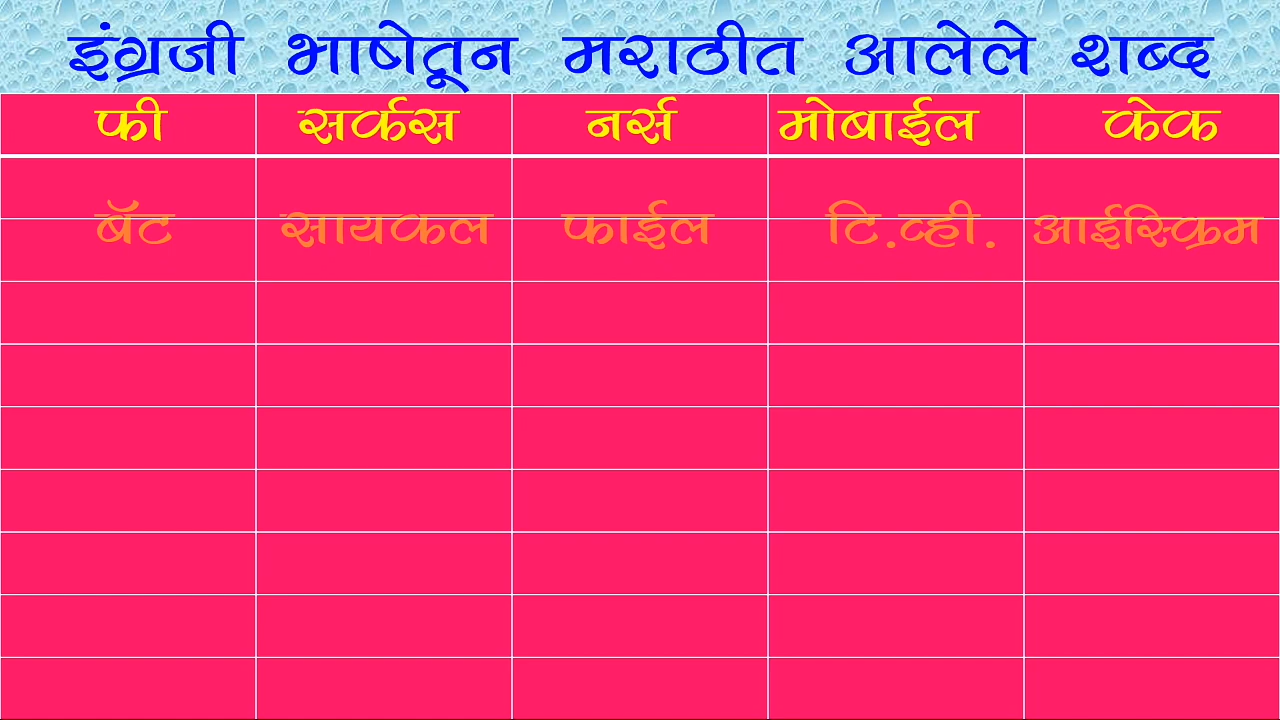 इंग्रजी भाषेतून मराठीत आलेले शब्द
फी सर्कस नर्स मोबाईल केक
बॅट सायकल फाईल टि.व्ही. आईस्क्रिम